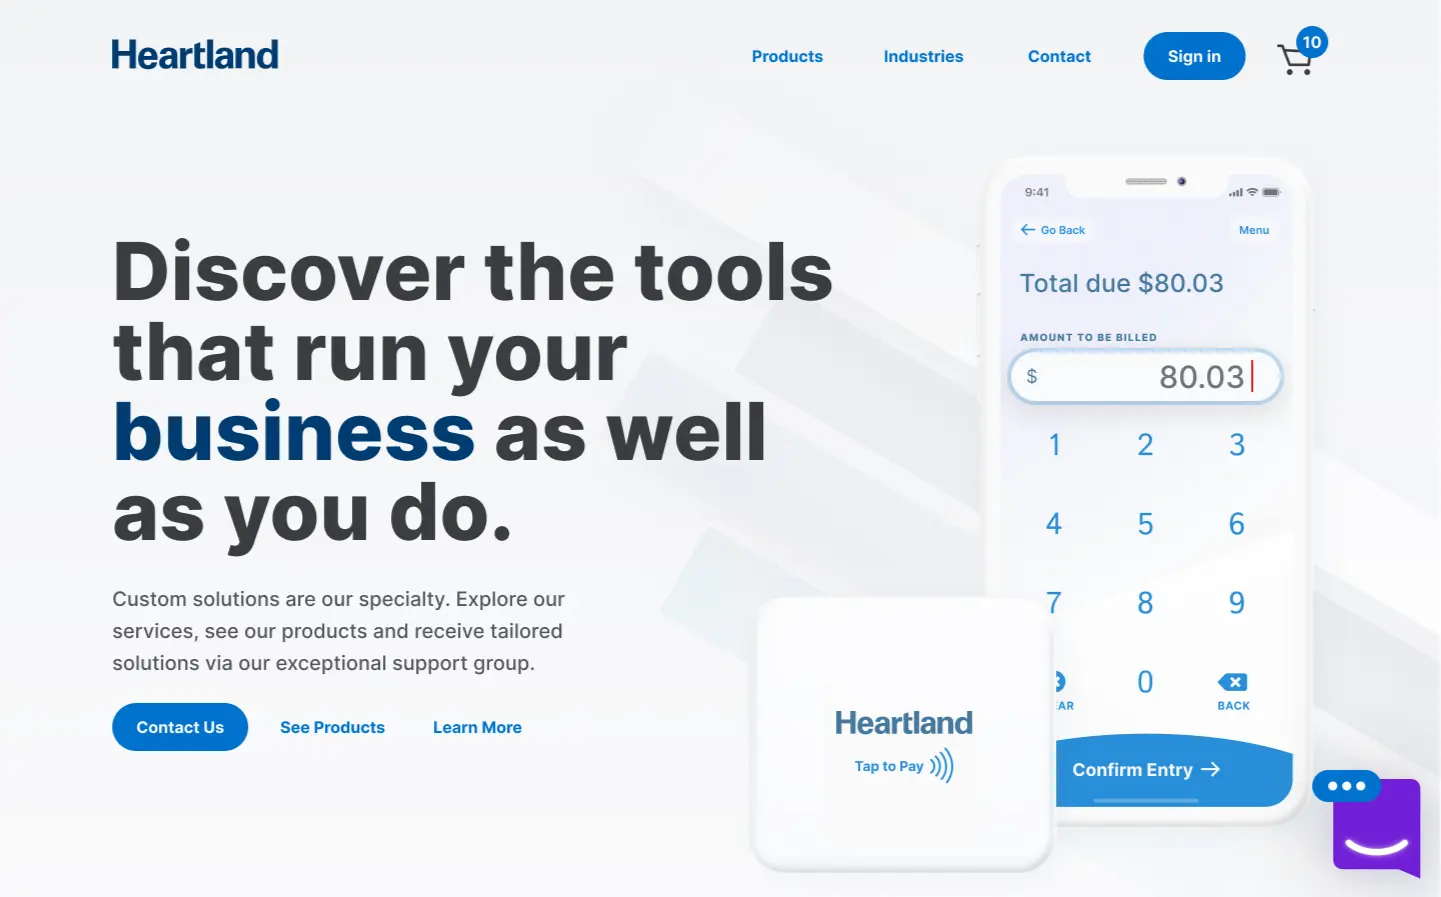 Heartland
Products
Industries
Contact
Sign in
10
Discover the tools
that run your
business as well
as you do.
Custom solutions are our specialty. Explore our
services, see our products and receive tailored
solutions via our exceptional support group.
Contact Us
See Products
Learn More
9:41
Go Back
Menu
Total due $80.03
AMOUNT TO BE BILLED
$ 80.03
1 2 3
4 5 6
7 8 9
0
BACK
Confirm Entry
Heartland
Tap to Pay